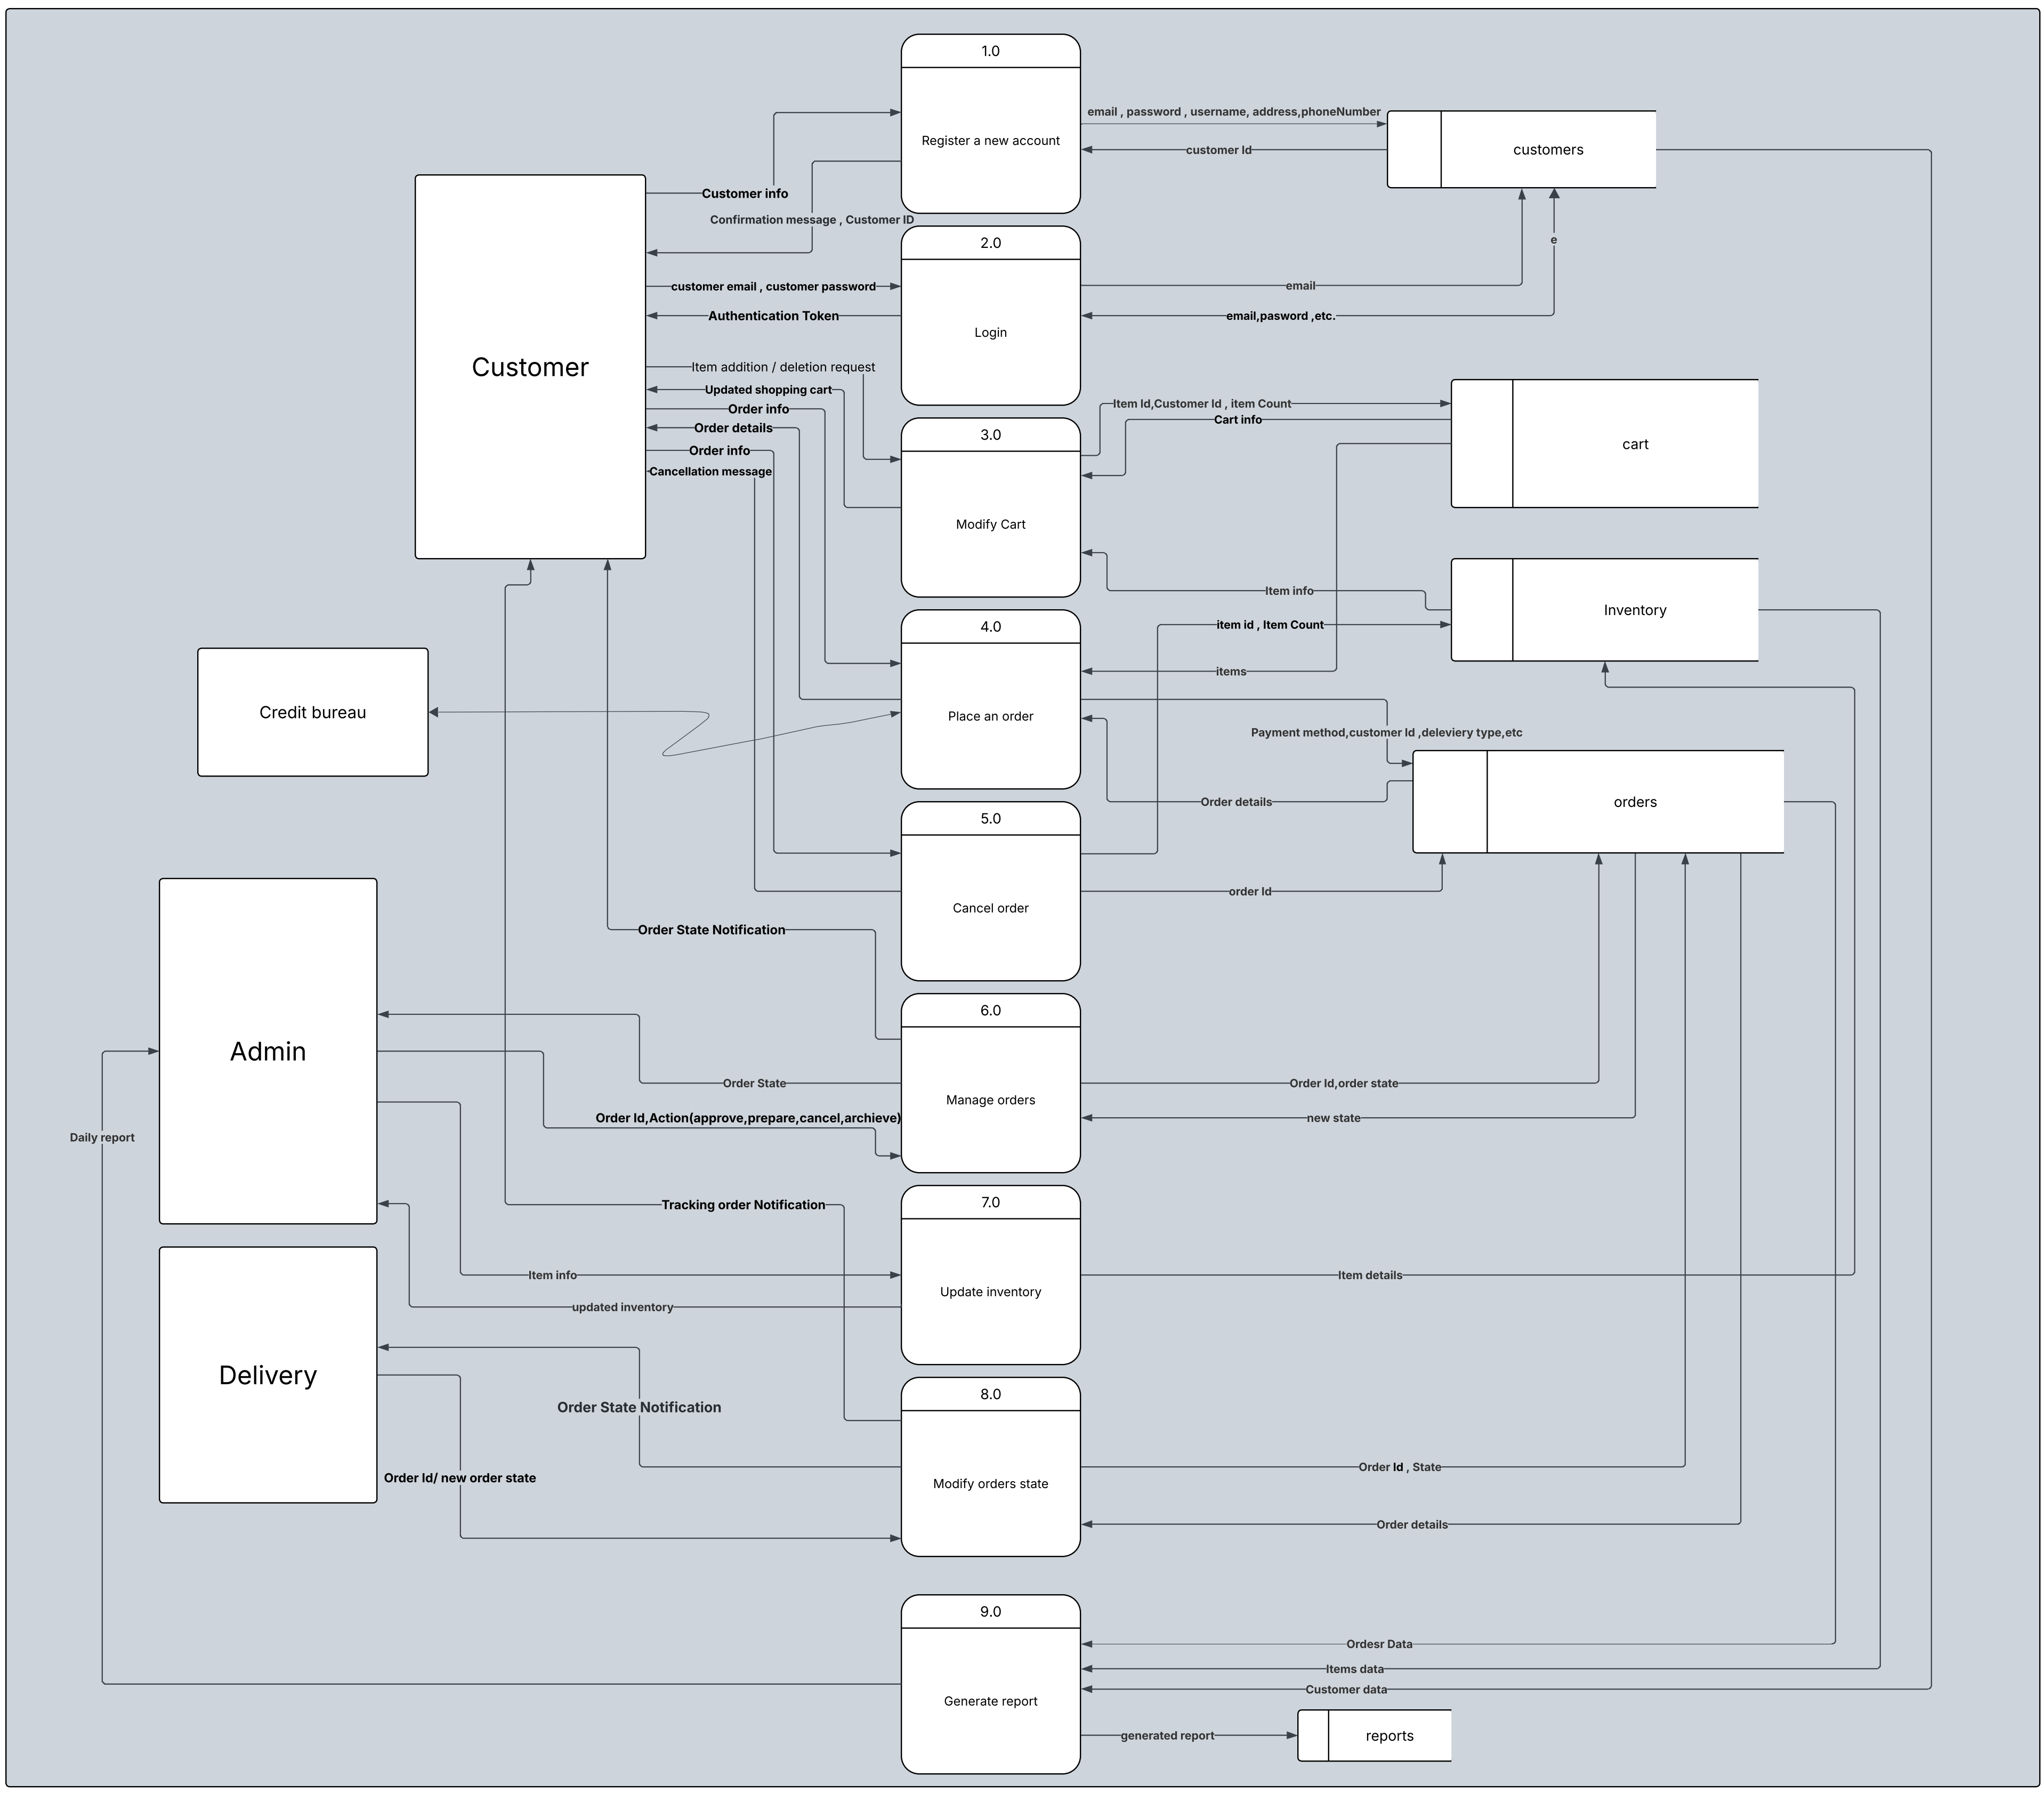 1.0
Register a new account
email , password , username, address,phoneNumber
customer Id
customers
Customer info
Confirmation message , Customer ID
2.0
Login
customer email , customer password
Authentication Token
email
e
email,pasword ,etc.
Customer
Item addition / deletion request
Updated shopping cart
Order info
Order details
Order info
Cancellation message
3.0
Modify Cart
Item Id,Customer Id , item Count
Cart info
cart
Item info
Inventory
item id , Item Count
4.0
Place an order
items
Payment method,customer Id ,deleviery type,etc
Order details
orders
Credit bureau
5.0
Cancel order
order Id
Order State Notification
Admin
6.0
Manage orders
Order State
Order Id,Action(approve,prepare,cancel,archieve)
Order Id,order state
new state
Daily report
7.0
Update inventory
Tracking order Notification
Item info
updated inventory
Item details
Delivery
8.0
Modify orders state
Order State Notification
Order Id/ new order state
Order Id , State
Order details
9.0
Generate report
Ordesr Data
Items data
Customer data
generated report
reports